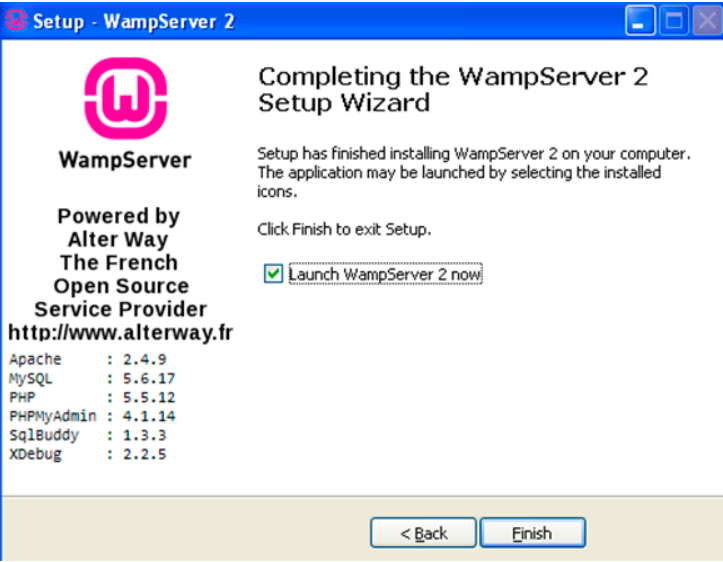 Setup - WampServer 2
WampServer
Powered by
Alter Way
The French
Open Source
Service Provider
http://www.alterway.fr
Apache : 2.4.9
MySQL : 5.6.17
PHP : 5.5.12
PHPMyAdmin : 4.1.14
SqlBuddy : 1.3.3
XDebug : 2.2.5
Completing the WampServer 2
Setup Wizard
Setup has finished installing WampServer 2 on your computer.
The application may be launched by selecting the installed
icons.
Click Finish to exit Setup.
Launch WampServer 2 now
< Back
Finish